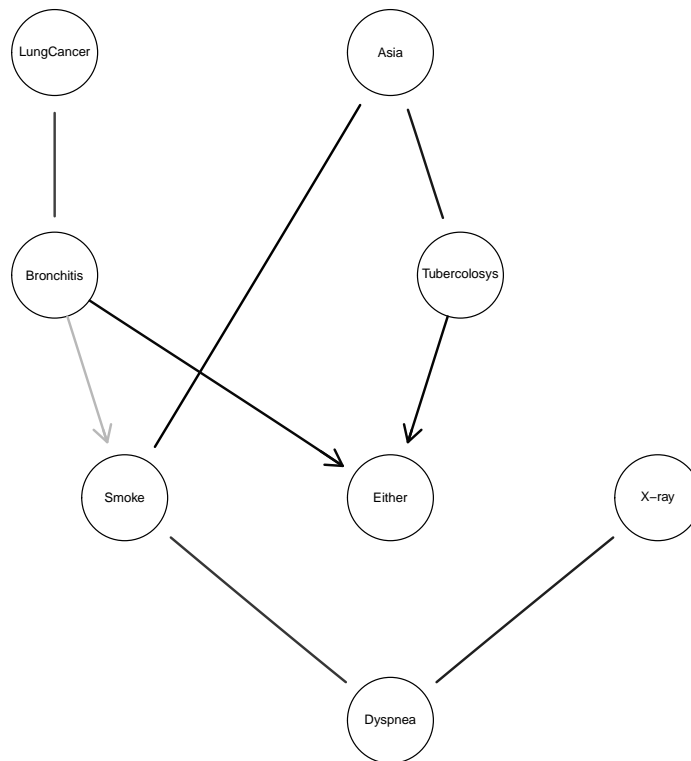 LungCancer
Asia
Bronchitis
Tubercolosys
Smoke
Either
X−ray
Dyspnea